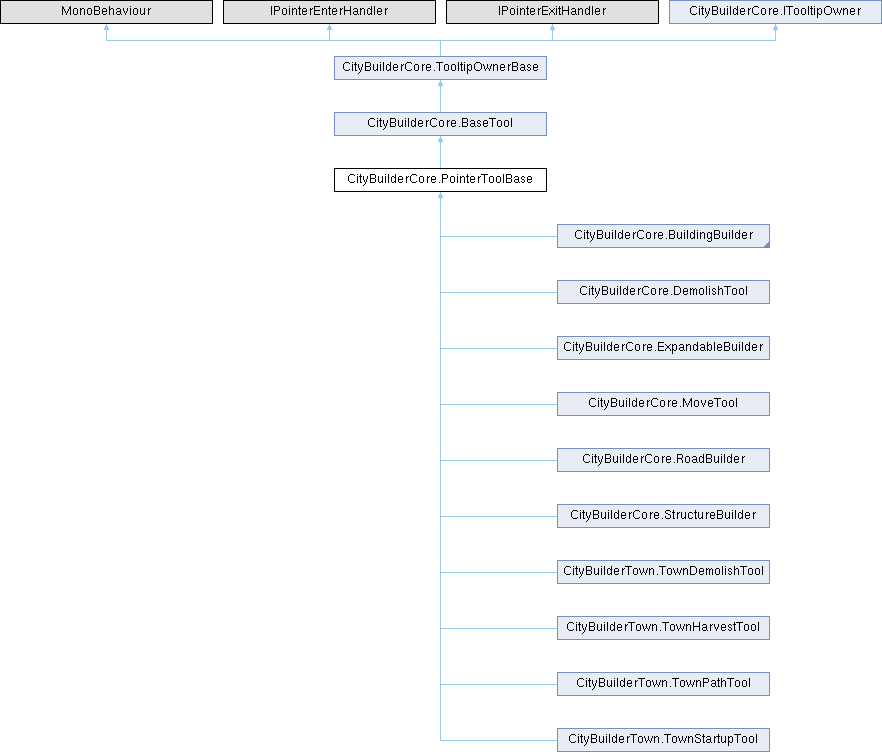 MonoBehaviour
IPointerEnterHandler
IPointerExitHandler
CityBuilderCore.ITooltipOwner
CityBuilderCore.TooltipOwnerBase
CityBuilderCore.BaseTool
CityBuilderCore.PointerToolBase
CityBuilderCore.BuildingBuilder
CityBuilderCore.DemolishTool
CityBuilderCore.ExpandableBuilder
CityBuilderCore.MoveTool
CityBuilderCore.RoadBuilder
CityBuilderCore.StructureBuilder
CityBuilderTown.TownDemolishTool
CityBuilderTown.TownHarvestTool
CityBuilderTown.TownPathTool
CityBuilderTown.TownStartupTool